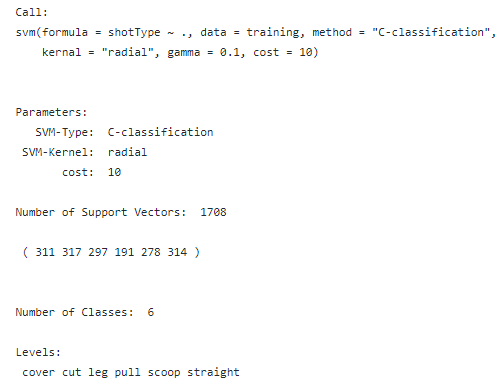 Call:
svm(formula = shotType ~ ., data = training, method = "C-classification",
    kernal = "radial", gamma = 0.1, cost = 10)
Parameters:
   SVM-Type:  C-classification
 SVM-Kernel:  radial
       cost:  10
Number of Support Vectors:  1708
 ( 311 317 297 191 278 314 )
Number of Classes:  6
Levels:
 cover cut leg pull scoop straight